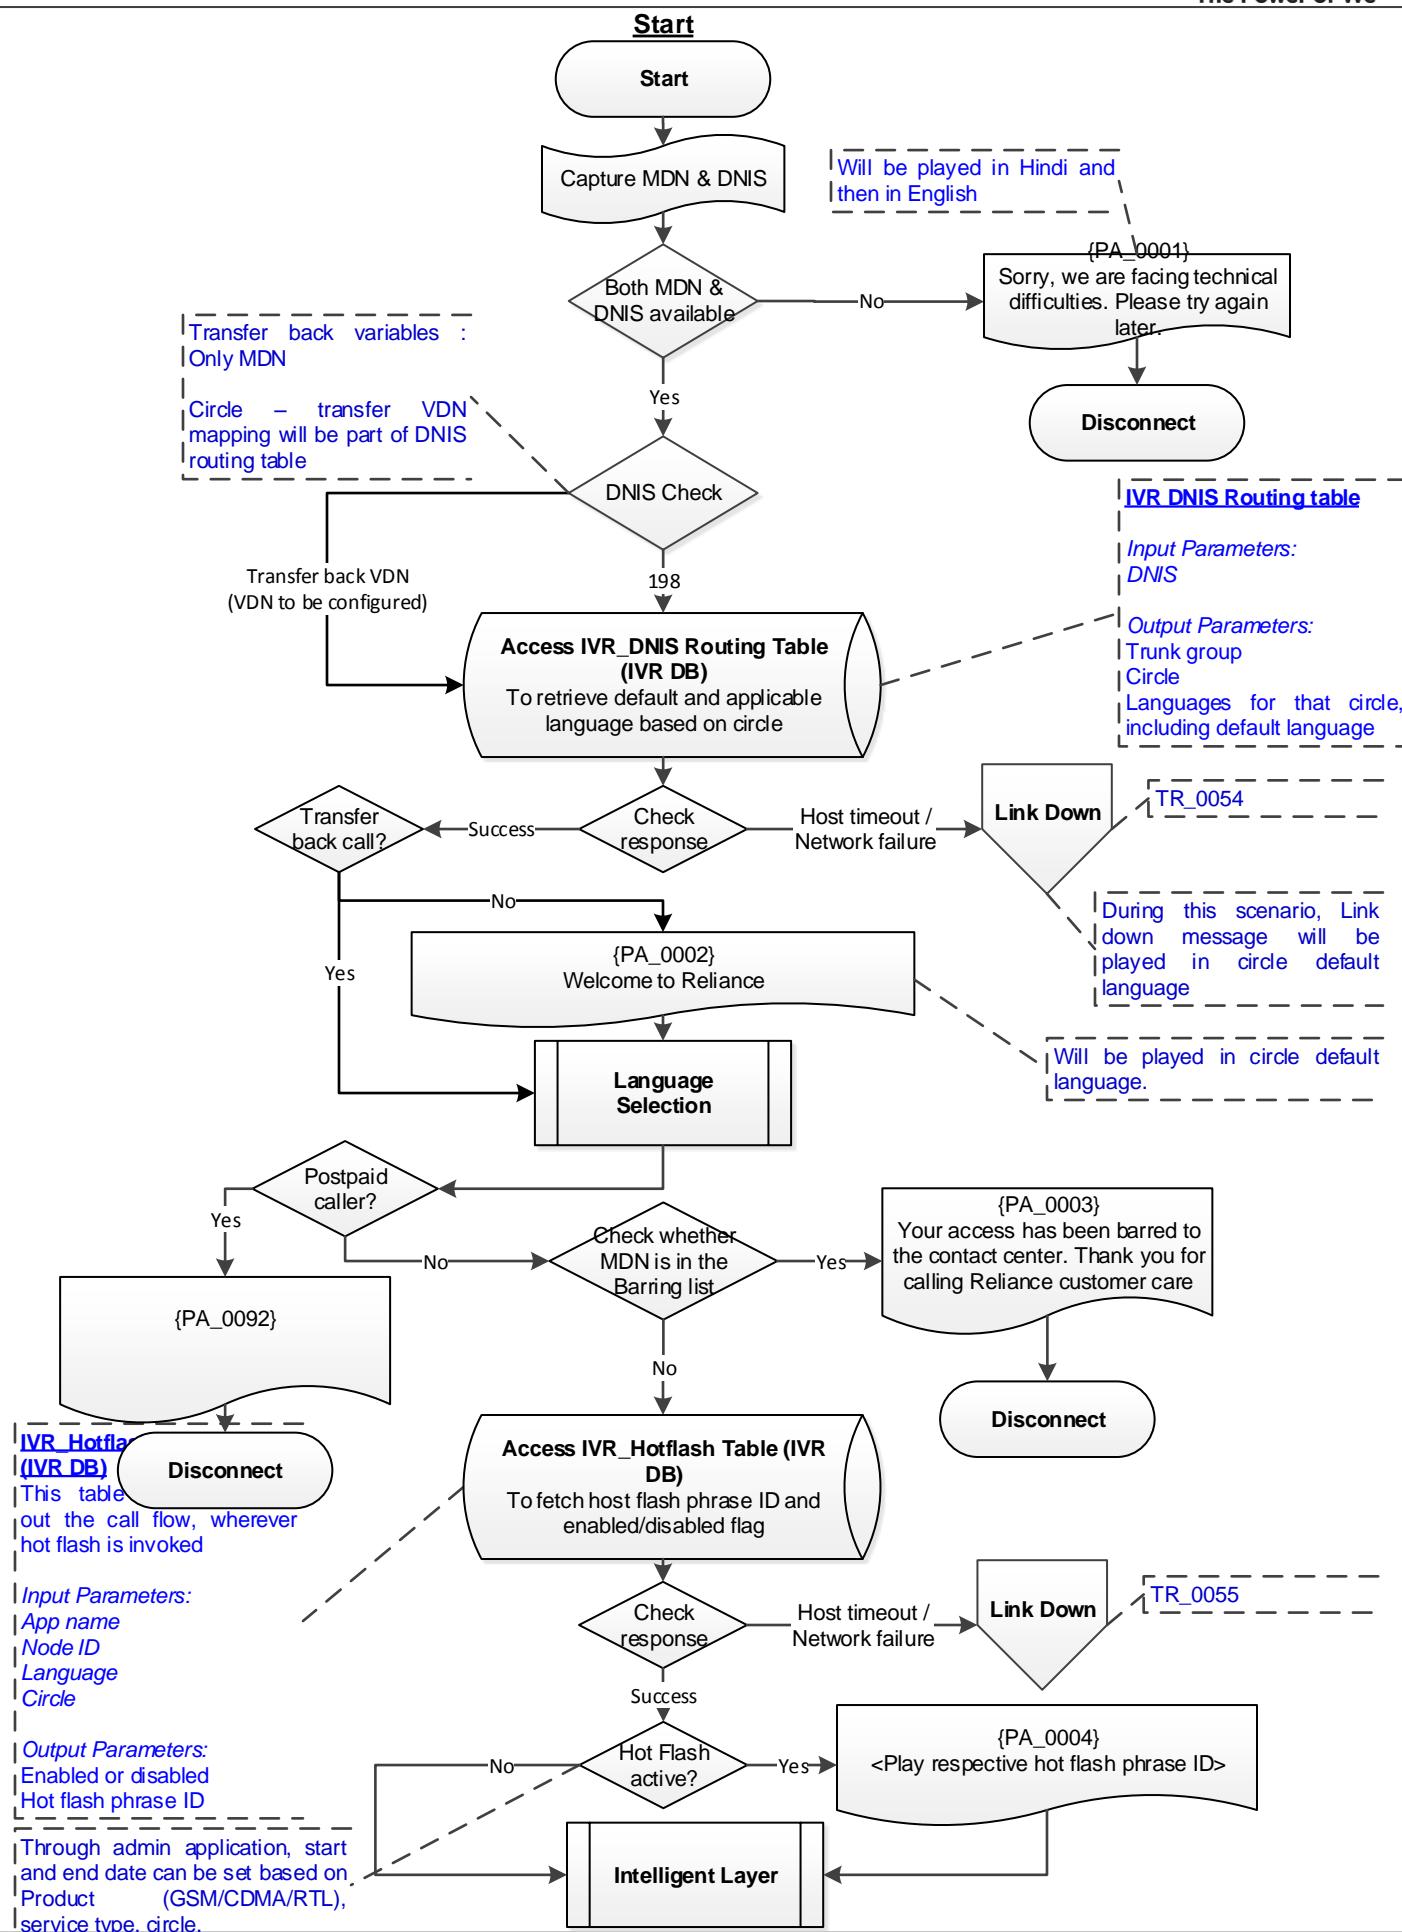 Start
Start
Capture MDN & DNIS
Will be played in Hindi and
then in English
{PA_0001}
Sorry, we are facing technical
difficulties. Please try again
later.
Both MDN &
DNIS available
No
Disconnect
Yes
Transfer back variables :
Only MDN
Circle – transfer VDN
mapping will be part of DNIS
routing table
DNIS Check
Transfer back VDN
(VDN to be configured)
198
IVR DNIS Routing table
Input Parameters:
DNIS
Output Parameters:
Trunk group
Circle
Languages for that circle,
including default language
Access IVR_DNIS Routing Table
(IVR DB)
To retrieve default and applicable
language based on circle
Transfer
back call?
Success
Check
response
Host timeout /
Network failure
Link Down
TR_0054
During this scenario, Link
down message will be
played in circle default
language
No
Yes
{PA_0002}
Welcome to Reliance
Will be played in circle default
language.
Language
Selection
Postpaid
caller?
Yes
No
Check whether
MDN is in the
Barring list
Yes
{PA_0003}
Your access has been barred to
the contact center. Thank you for
calling Reliance customer care
Disconnect
{PA_0092}
Disconnect
No
IVR_Hotfla
(IVR DB)
This table
out the call flow, wherever
hot flash is invoked
Input Parameters:
App name
Node ID
Language
Circle
Output Parameters:
Enabled or disabled
Hot flash phrase ID
Access IVR_Hotflash Table (IVR
DB)
To fetch host flash phrase ID and
enabled/disabled flag
Check
response
Host timeout /
Network failure
Link Down
TR_0055
Success
Hot Flash
active?
No
Yes
{PA_0004}
<Play respective hot flash phrase ID>
Intelligent Layer
Through admin application, start
and end date can be set based on
Product (GSM/CDMA/RTL),
service type, circle.